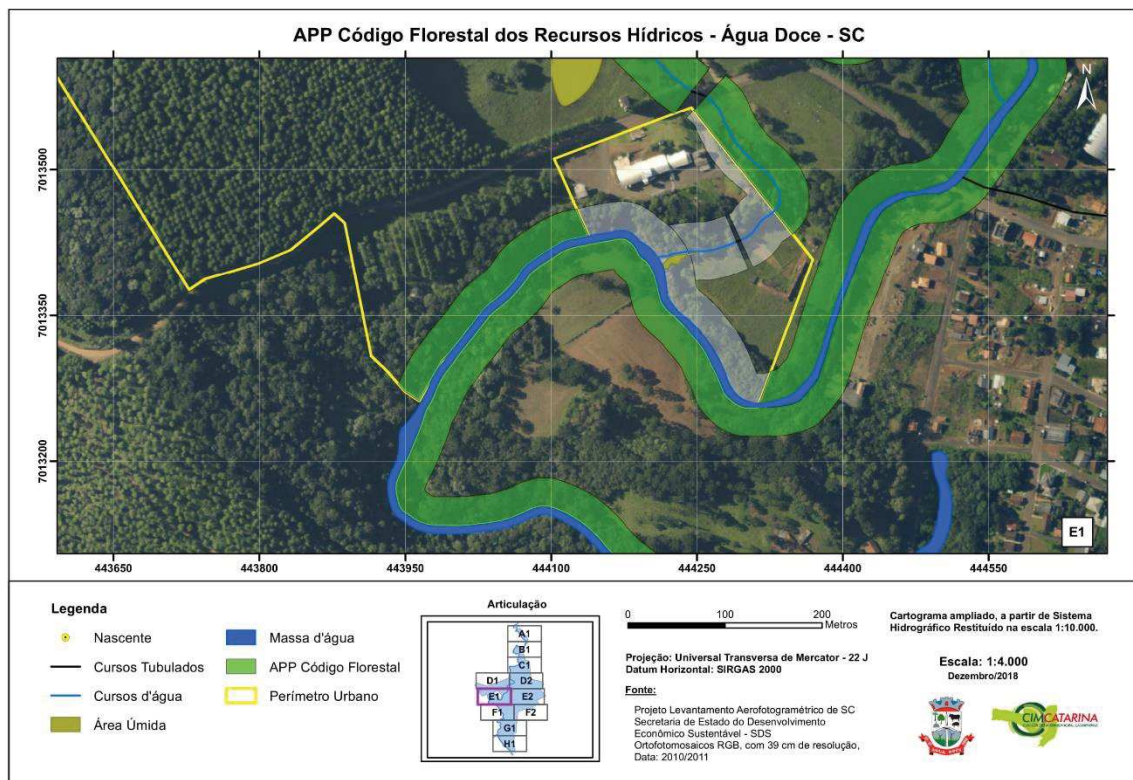 APP Código Florestal dos Recursos Hídricos - Água Doce - SC
N
7013500
7013350
7013200
E1
443650
443800
443950
444100
444250
444400
444550
Legenda
Nascente
Cursos Tubulados
Cursos d'água
Área Úmida
Massa d'água
APP Código Florestal
Perímetro Urbano
Articulação
A1
B1
C1
D1
D2
E1
E2
F1
F2
G1
H1
0 100 200
Metros
Projeção: Universal Transversa de Mercator - 22 J
Datum Horizontal: SIRGAS 2000
Fonte:
Projeto Levantamento Aerofotogramétrico de SC
Secretaria de Estado do Desenvolvimento
Econômico Sustentável - SDS
Ortofotomosaicos RGB, com 39 cm de resolução,
Data: 2010/2011
Cartograma ampliado, a partir de Sistema
Hidrográfico Restituído na escala 1:10.000.
Escala: 1:4.000
Dezembro/2018
CIMCATARINA